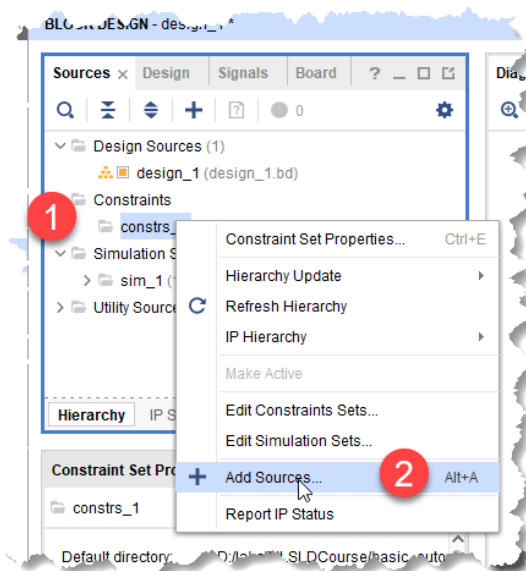 BLOCK DESIGN - design_1 *
Sources × Design Signals Board ? _
0
Design Sources (1)
design_1 (design_1.bd)
1
Constraints
constrs_
Simulation S
sim_1 (
Utility Source
Constraint Set Properties... Ctrl+E
Hierarchy Update
Refresh Hierarchy
IP Hierarchy
Make Active
Edit Constraints Sets...
Edit Simulation Sets...
Add Sources... 2 Alt+A
Report IP Status
Hierarchy IP S
Constraint Set Pro
constrs_1
Default directory:
Diag